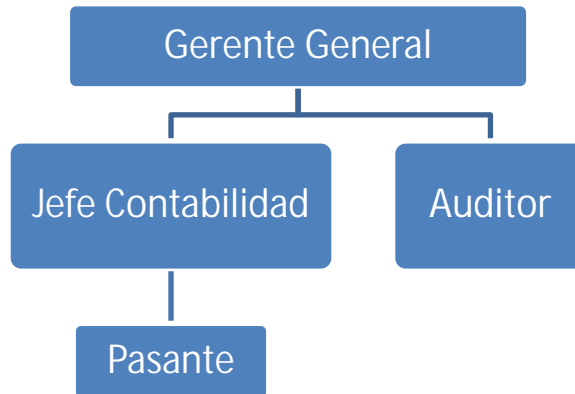 Gerente General
Jefe Contabilidad
Auditor
Pasante